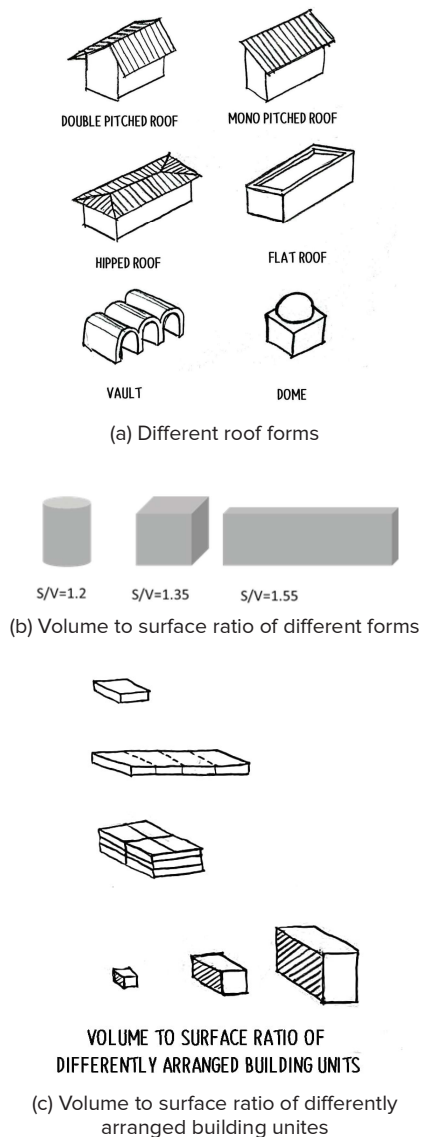 DOUBLE PITCHED ROOF
MONO PITCHED ROOF
HIPPED ROOF
FLAT ROOF
VAULT
DOME
(a) Different roof forms
S/V=1.2
S/V=1.35
S/V=1.55
(b) Volume to surface ratio of different forms
VOLUME TO SURFACE RATIO OF
DIFFERENTLY ARRANGED BUILDING UNITS
(c) Volume to surface ratio of differently
arranged building unites